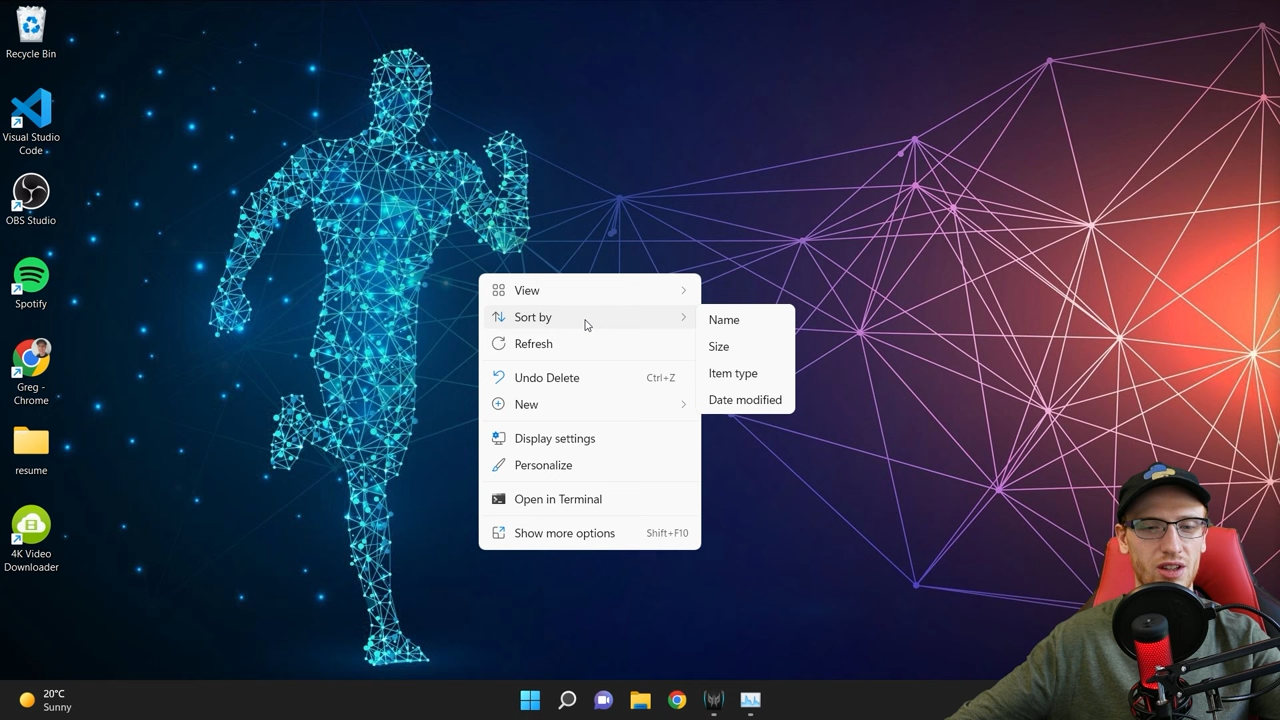 Recycle Bin
Visual Studio
Code
OBS Studio
Spotify
Greg -
Chrome
resume
4K Video
Downloader
View
Sort by
Refresh
Undo Delete Ctrl+Z
New
Display settings
Personalize
Open in Terminal
Show more options Shift+F10
Name
Size
Item type
Date modified
20°C
Sunny